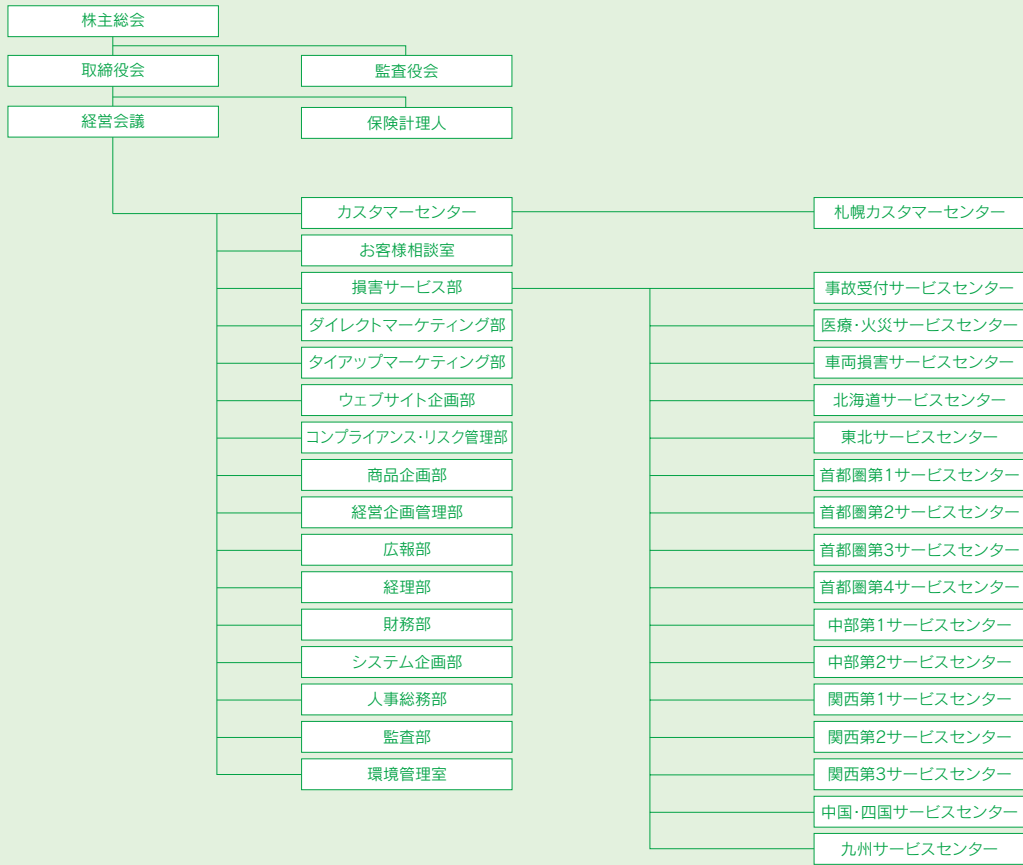 株主総会
取締役会
監査役会
経営会議
保険計理人
カスタマーセンター
札幌カスタマーセンター
お客様相談室
損害サービス部
事故受付サービスセンター
ダイレクトマーケティング部
医療・火災サービスセンター
タイアップマーケティング部
車両損害サービスセンター
ウェブサイト企画部
北海道サービスセンター
コンプライアンス・リスク管理部
東北サービスセンター
商品企画部
首都圏第1サービスセンター
経営企画管理部
首都圏第2サービスセンター
広報部
首都圏第3サービスセンター
経理部
首都圏第4サービスセンター
財務部
中部第1サービスセンター
システム企画部
中部第2サービスセンター
人事総務部
関西第1サービスセンター
監査部
関西第2サービスセンター
環境管理室
関西第3サービスセンター
中国・四国サービスセンター
九州サービスセンター